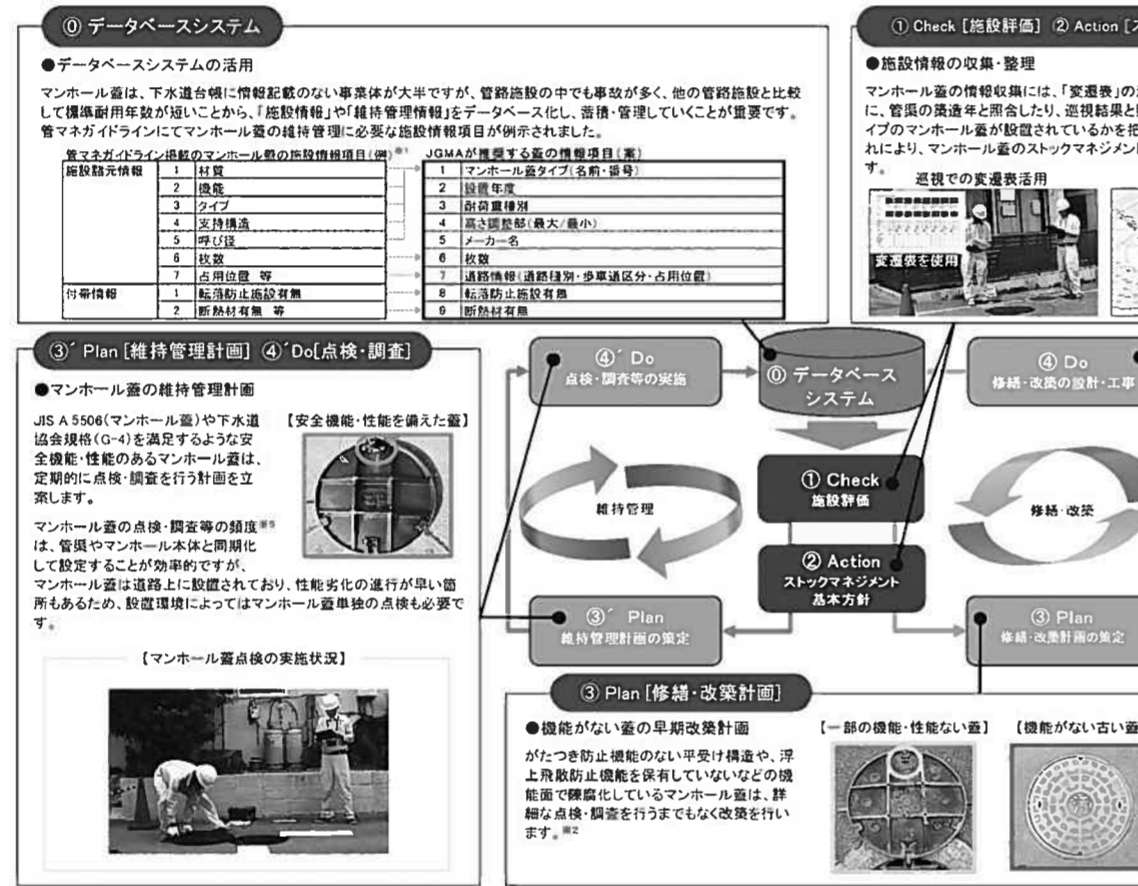 ⓪ データベースシステム
●データベースシステムの活用
マンホール蓋は、下水道台帳に情報記載のない事業体が大半ですが、管路施設の中でも事故が多く、他の管路施設と比較
して標準耐用年数が短いことから、『施設情報』や『維持管理情報』をデータベース化し、蓄積・管理していくことが重要です。
管マネガイドラインにてマンホール蓋の維持管理に必要な施設情報項目が例示されました。
管マネガイドライン掲載のマンホール蓋の施設情報項目(例)※1
施設諸元情報 1 材質
2 機能
3 タイプ
4 支持構造
5 呼び径
6 枚数
7 占用位置 等
付帯情報 1 転落防止施設有無
2 断熱材有無 等
JGMAが推奨する蓋の情報項目(案)
1 マンホール蓋タイプ(名前・番号)
2 設置年度
3 耐荷重種別
4 高さ調整部(最大/最小)
5 メーカー名
6 枚数
7 道路情報(道路種別・歩車道区分・占用位置)
8 転落防止施設有無
9 断熱材有無
① Check [施設評価] ② Action [ス
●施設情報の収集・整理
マンホール蓋の情報収集には、「変遷表」の
に、管渠の築造年と照合したり、巡視結果と
イプのマンホール蓋が設置されているかを把
れにより、マンホール蓋のストックマネジメン
す。
巡視での変遷表活用
変遷表を使用
③´ Plan [維持管理計画] ④´Do[点検・調査]
●マンホール蓋の維持管理計画
JIS A 5506(マンホール蓋)や下水道
協会規格(G-4)を満足するような安
全機能・性能のあるマンホール蓋は、
定期的に点検・調査を行う計画を立
案します。
【安全機能・性能を備えた蓋】
マンホール蓋の点検・調査等の頻度※5
は、管渠やマンホール本体と同期化
して設定することが効率的ですが、
マンホール蓋は道路上に設置されており、性能劣化の進行が早い箇
所もあるため、設置環境によってはマンホール蓋単独の点検も必要で
す。
【マンホール蓋点検の実施状況】
④´ Do
点検・調査等の実施
⓪ データベース
システム
④ Do
修繕・改築の設計・工事
維持管理
① Check
施設評価
修繕・改築
② Action
ストックマネジメント
基本方針
③´ Plan
維持管理計画の策定
③ Plan
修繕・改築計画の策定
③ Plan [修繕・改築計画]
●機能がない蓋の早期改築計画
がたつき防止機能のない平受け構造や、浮
上飛散防止機能を保有していないなどの機
能面で陳腐化しているマンホール蓋は、詳
細な点検・調査を行うまでもなく改築を行い
ます。※2
【一部の機能・性能ない蓋】
【機能がない古い蓋